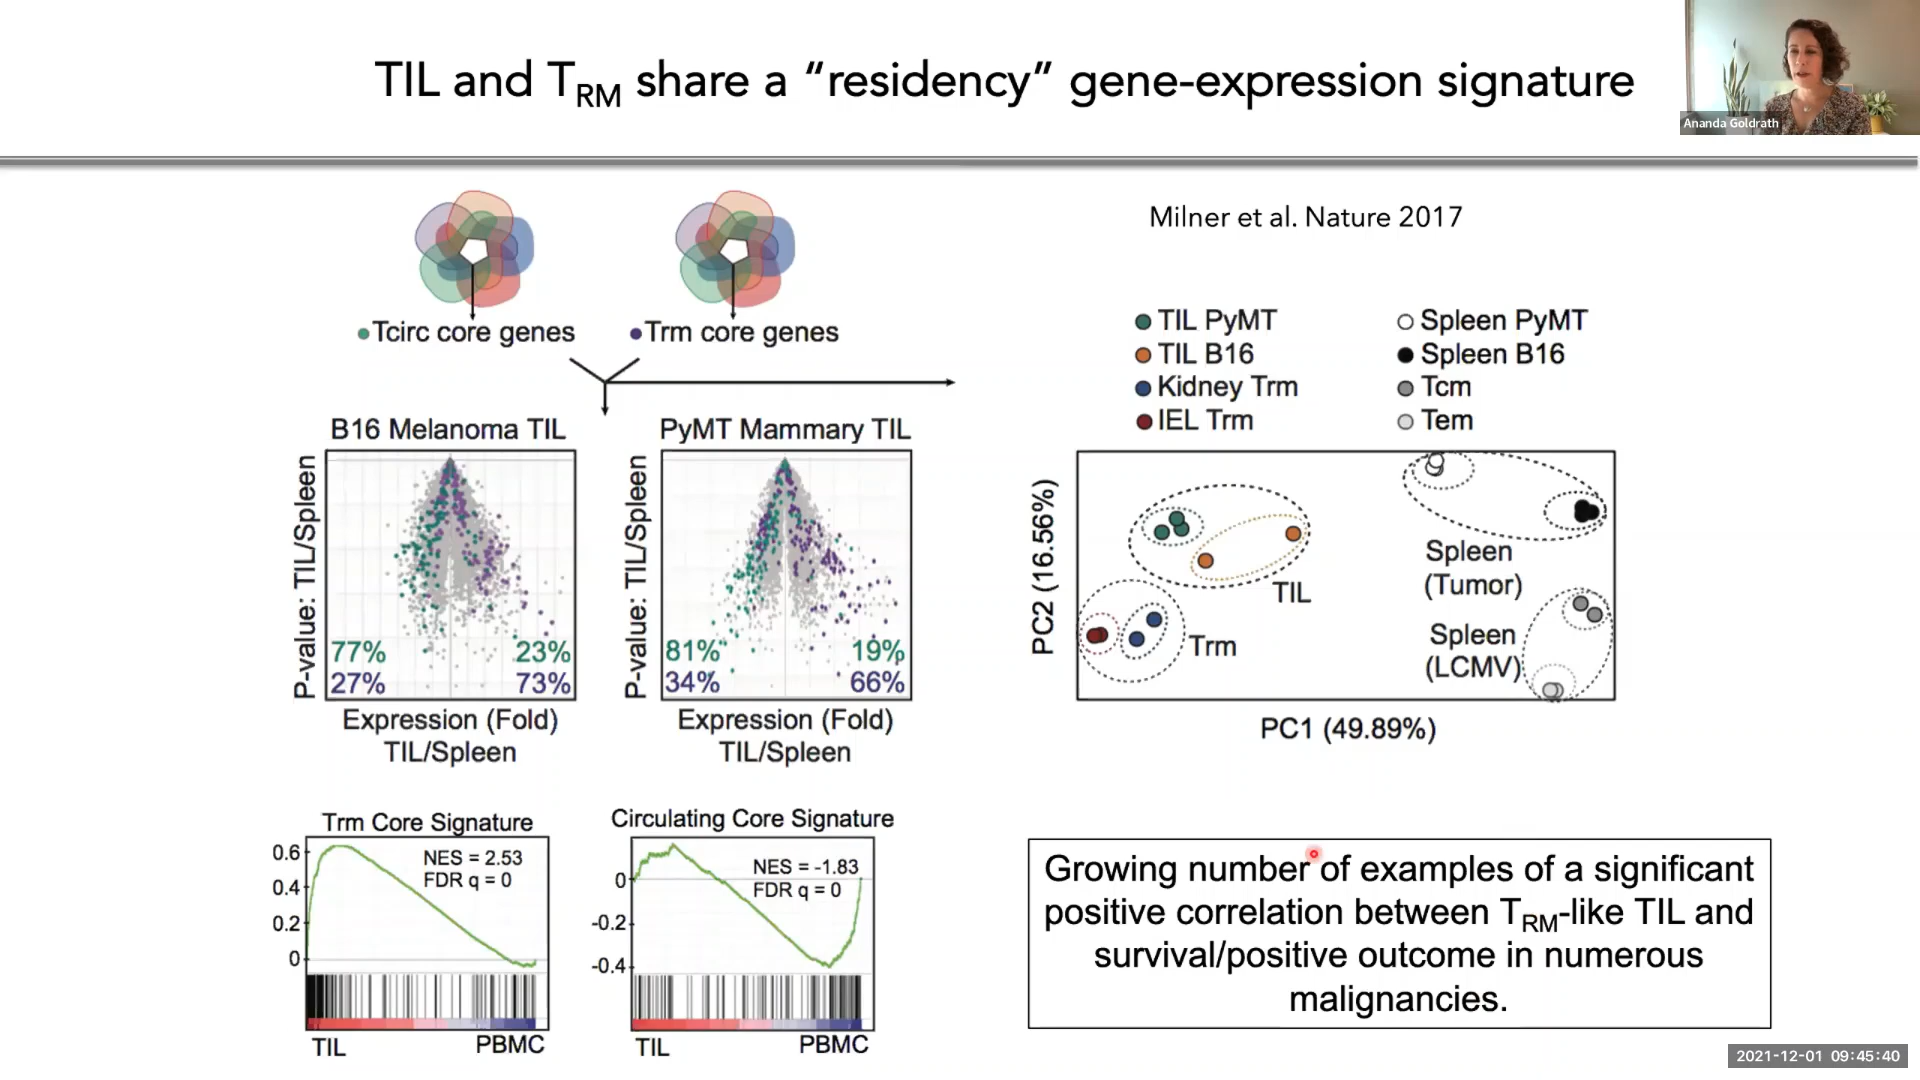 TIL and TRM share a “residency” gene-expression signature
Ananda Goldrath
Milner et al. Nature 2017
Tcirc core genes
Trm core genes
B16 Melanoma TIL
PyMT Mammary TIL
P-value: TIL/Spleen
77%
23%
27%
73%
Expression (Fold)
TIL/Spleen
P-value: TIL/Spleen
81%
19%
34%
66%
Expression (Fold)
TIL/Spleen
TIL PyMT
Spleen PyMT
TIL B16
Spleen B16
Kidney Trm
Tcm
IEL Trm
Tem
PC2 (16.56%)
TIL
Trm
Spleen
(Tumor)
Spleen
(LCMV)
PC1 (49.89%)
Trm Core Signature
NES = 2.53
FDR q = 0
0.6
0.4
0.2
0
TIL
PBMC
Circulating Core Signature
NES = -1.83
FDR q = 0
0
-0.2
-0.4
TIL
PBMC
Growing number of examples of a significant
positive correlation between TRM-like TIL and
survival/positive outcome in numerous
malignancies.
2021-12-01 09:45:40